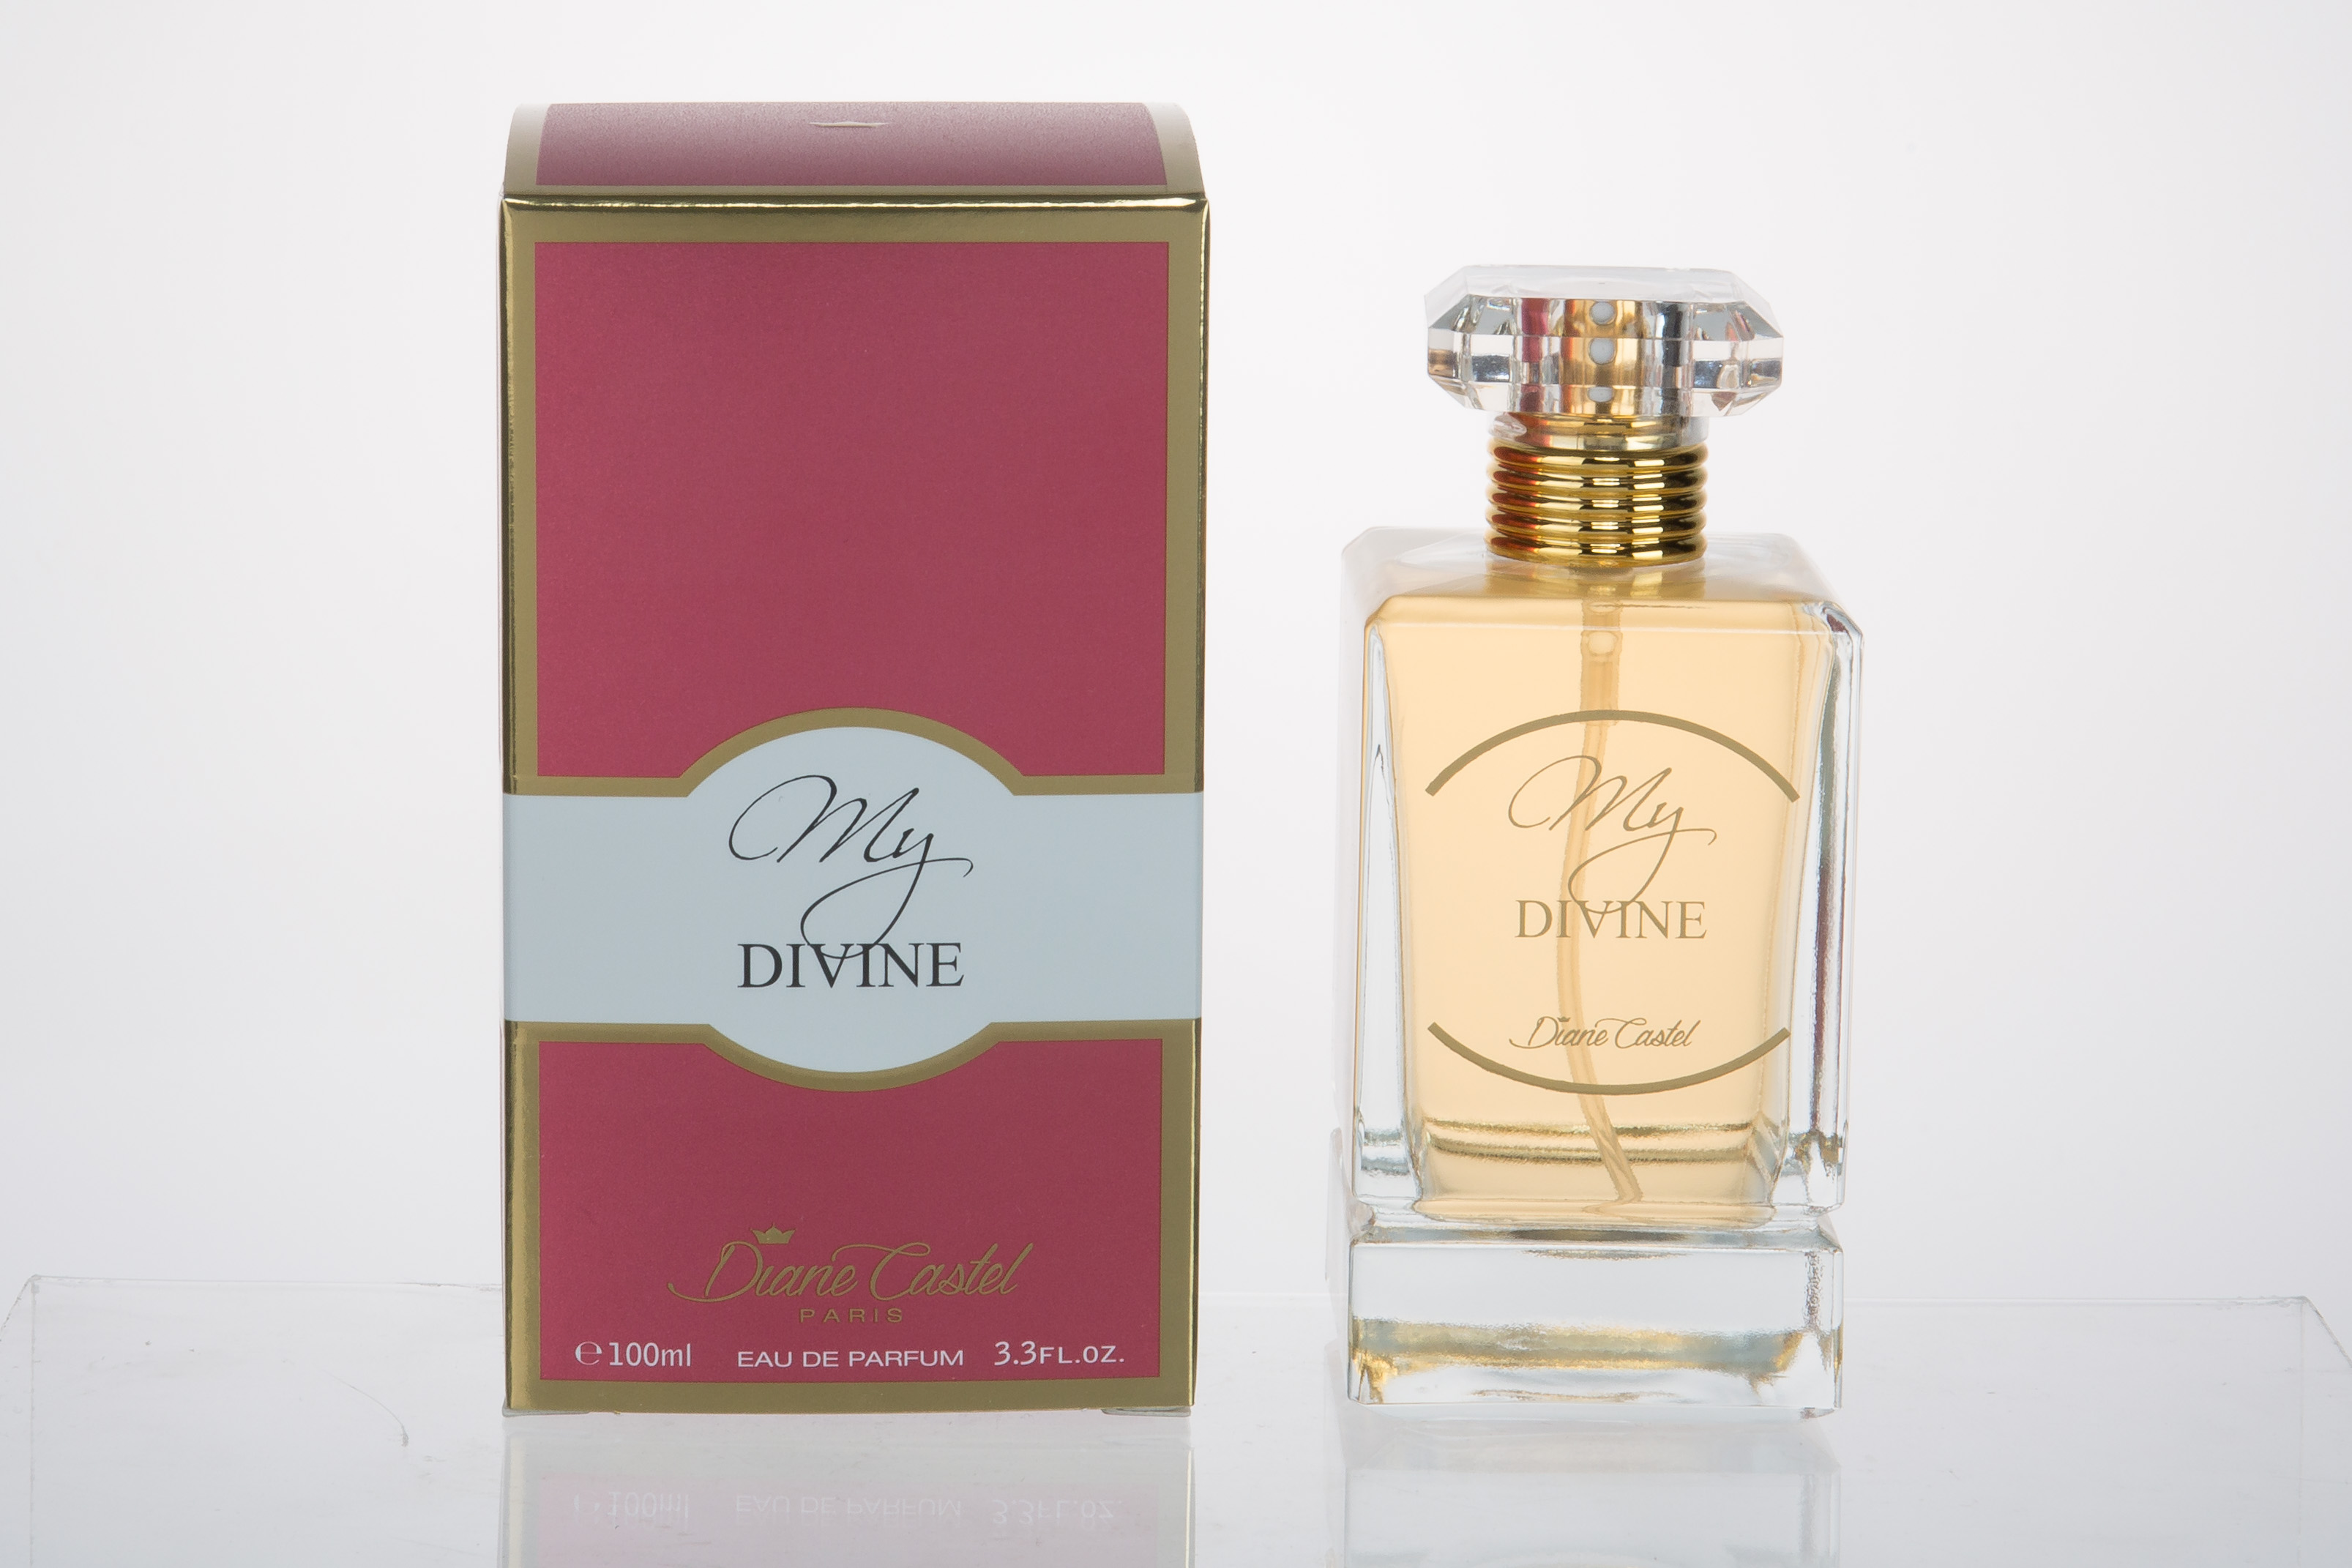 My
DIVINE
Diane Castel
PARIS
℮100ml EAU DE PARFUM 3.3FL.OZ.
My
DIVINE
Diane Castel